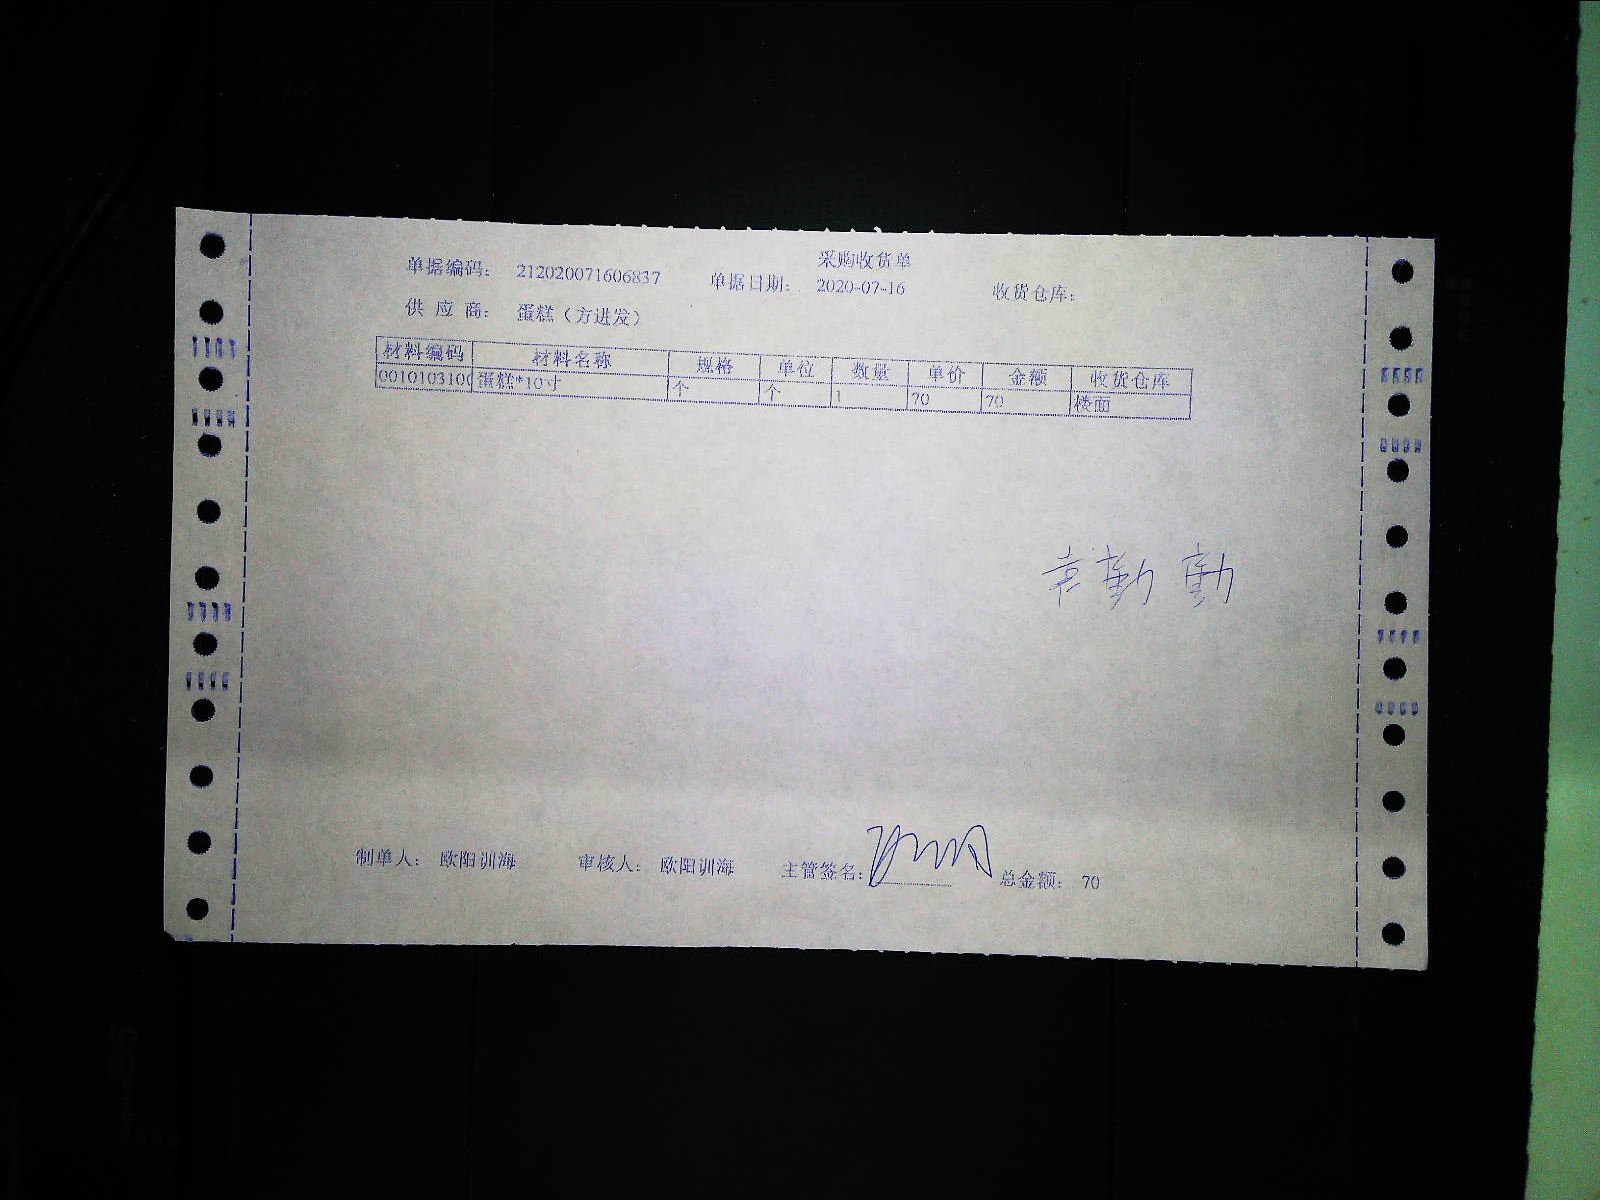 采购收货单
单据编码: 212020071606837 单据日期: 2020-07-16 收货仓库:
供应商: 蛋糕（方进发）
材料编码 材料名称 规格 单位 数量 单价 金额 收货仓库
0010103100 蛋糕*10寸 个 个 1 70 70 楼面
勤勤
制单人: 欧阳训海 审核人: 欧阳训海 主管签名: 总金额: 70